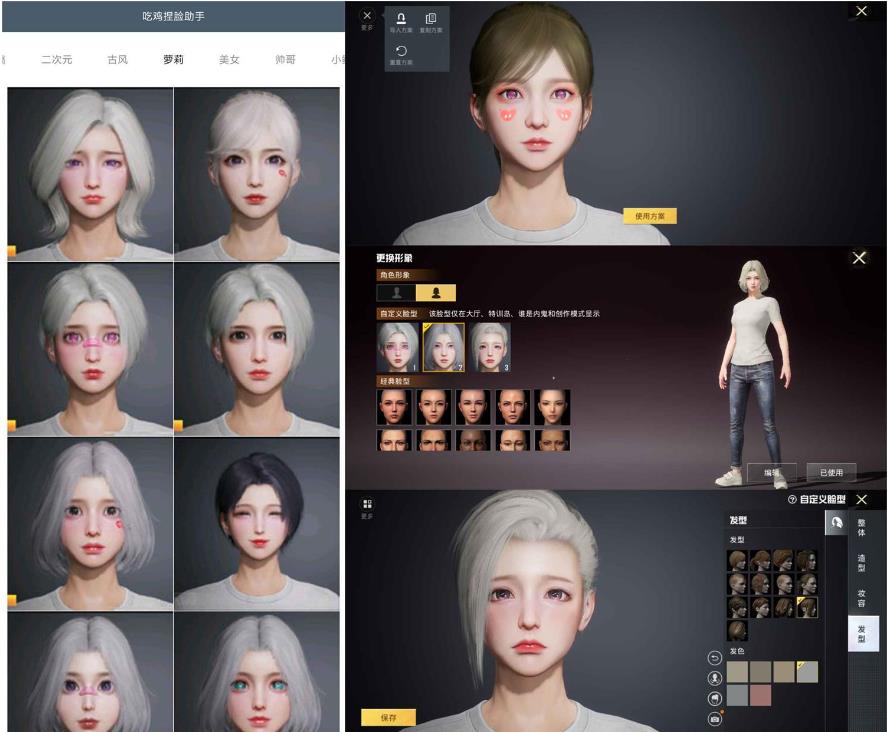 吃鸡捏脸助手
二次元 古风 萝莉 美女 帅哥
更多
导入方案 复制方案
重置方案
使用方案
更换形象
角色形象
自定义脸型 该脸型仅在大厅、特训岛、谁是内鬼和创作模式显示
1 7 3
经典脸型
编辑 已使用
更多
自定义脸型
发型
发型
发色
整体
造型
妆容
发型
保存